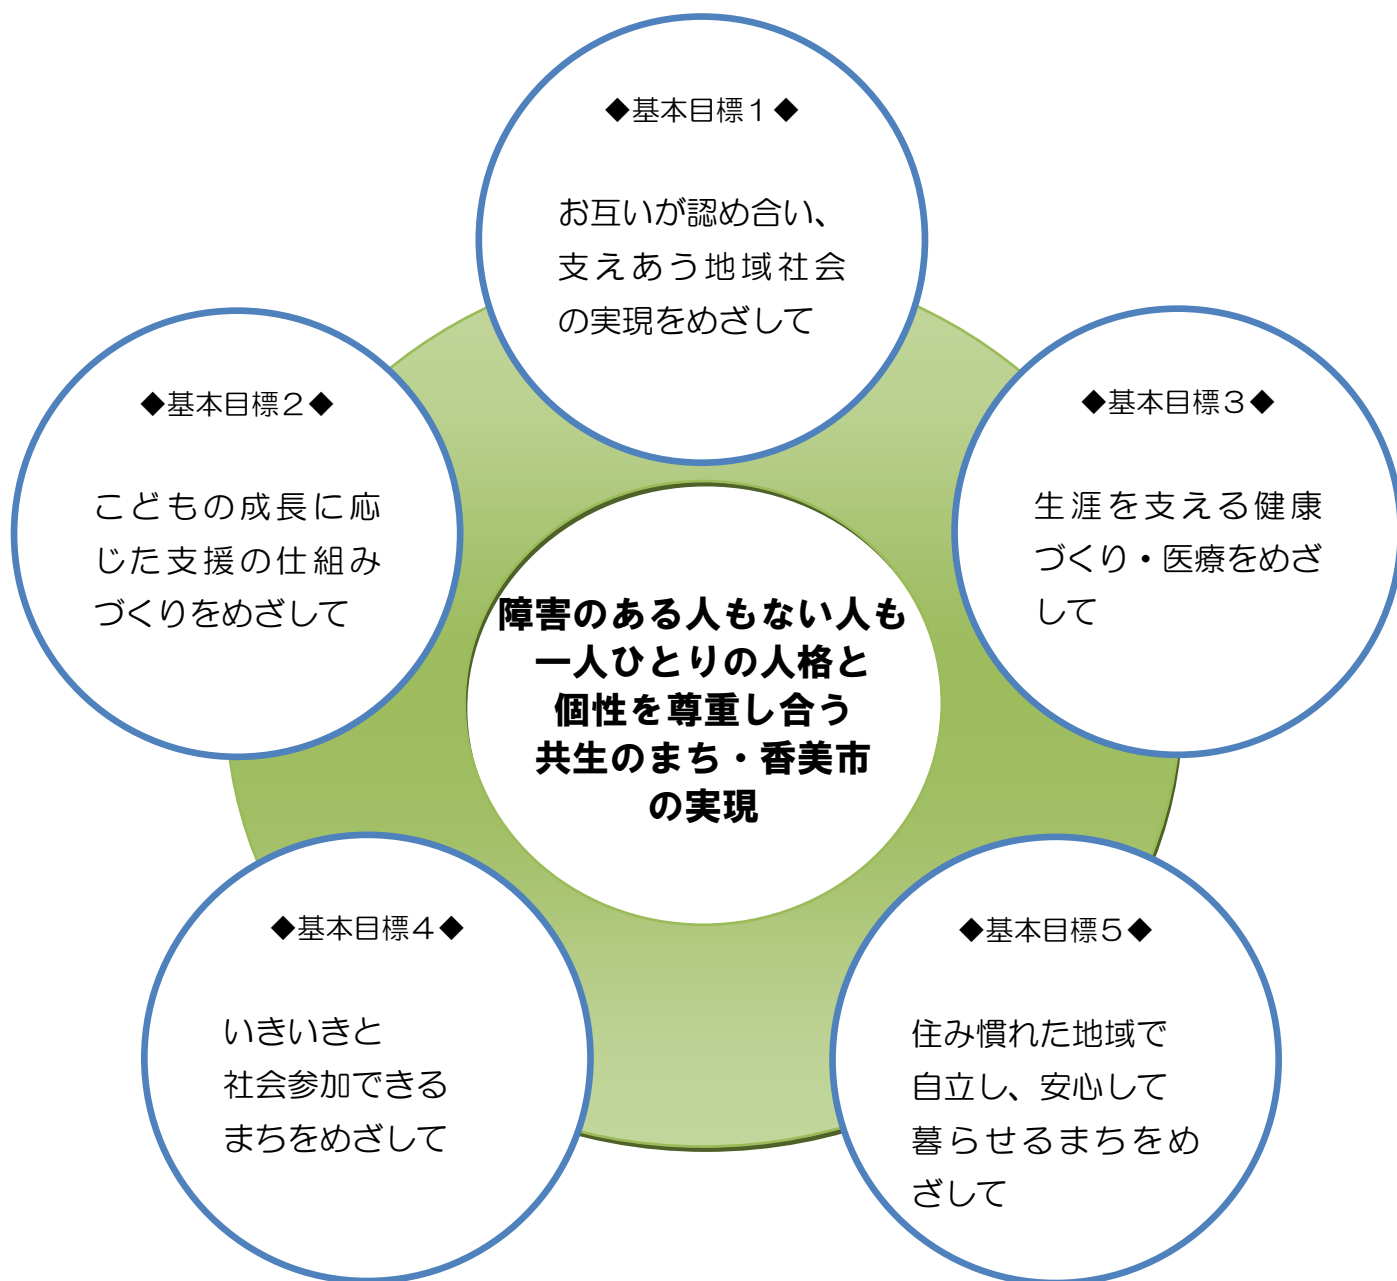 ◆基本目標１◆
お互いが認め合い、
支えあう地域社会
の実現をめざして
◆基本目標２◆
こどもの成長に応
じた支援の仕組み
づくりをめざして
◆基本目標３◆
生涯を支える健康
づくり・医療をめざ
して
障害のある人もない人も
一人ひとりの人格と
個性を尊重し合う
共生のまち・香美市
の実現
◆基本目標４◆
いきいきと
社会参加できる
まちをめざして
◆基本目標５◆
住み慣れた地域で
自立し、安心して
暮らせるまちをめ
ざして